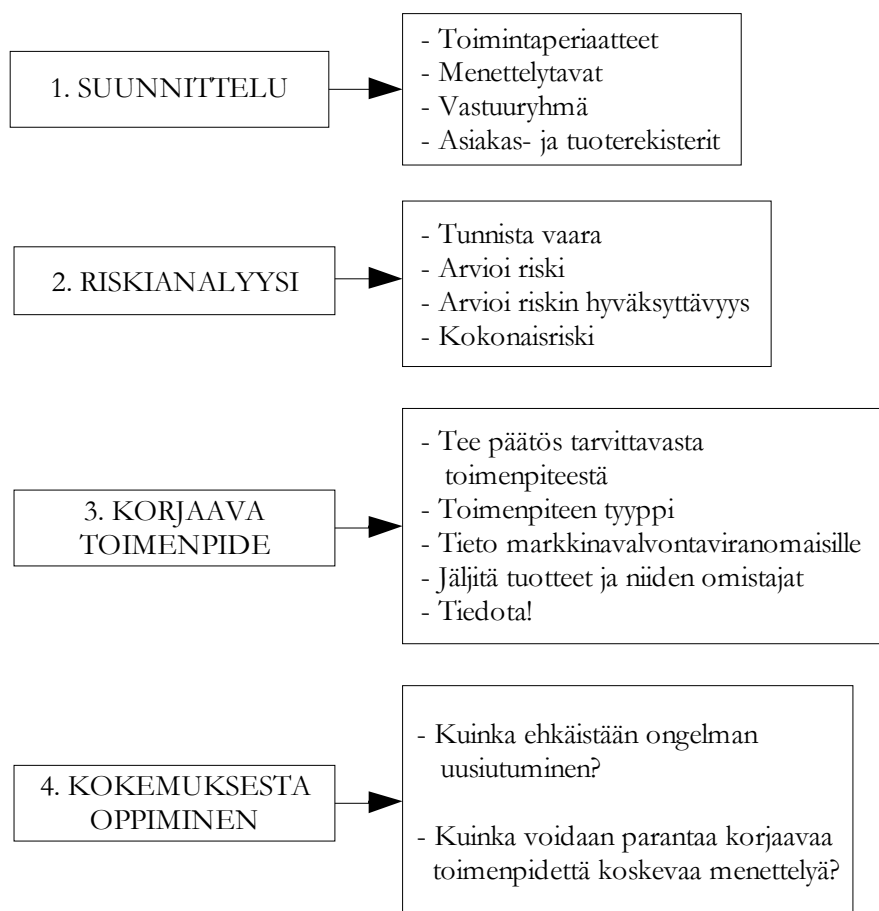 1. SUUNNITTELU
- Toimintaperiaatteet
- Menettelytavat
- Vastuuryhmä
- Asiakas- ja tuoterekisterit
2. RISKIANALYYSI
- Tunnista vaara
- Arvioi riski
- Arvioi riskin hyväksyttävyys
- Kokonaisriski
3. KORJAAVA
TOIMENPIDE
- Tee päätös tarvittavasta
toimenpiteestä
- Toimenpiteen tyyppi
- Tieto markkinavalvontaviranomaisille
- Jäljitä tuotteet ja niiden omistajat
- Tiedota!
4. KOKEMUKSESTA
OPPIMINEN
- Kuinka ehkäistään ongelman
uusiutuminen?
- Kuinka voidaan parantaa korjaavaa
toimenpidettä koskevaa menettelyä?